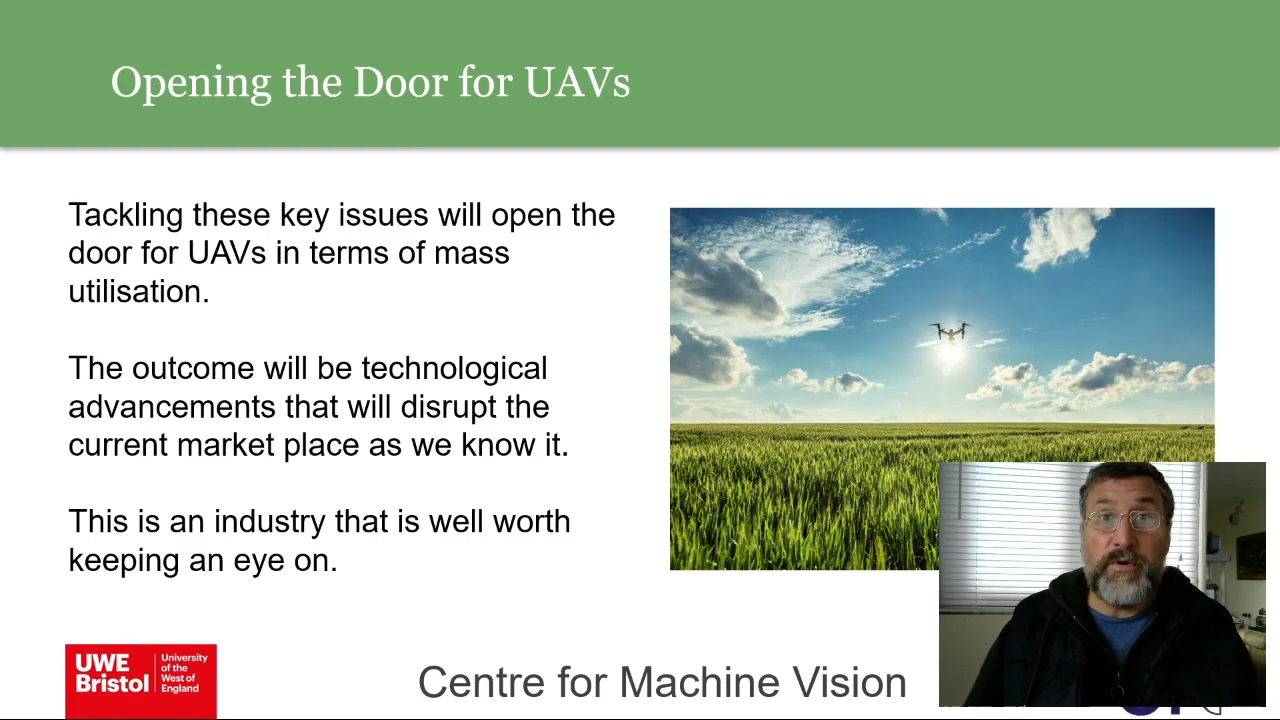 Opening the Door for UAVs
Tackling these key issues will open the
door for UAVs in terms of mass
utilisation.
The outcome will be technological
advancements that will disrupt the
current market place as we know it.
This is an industry that is well worth
keeping an eye on.
UWE
Bristol
University
of the
West of
England
Centre for Machine Vision